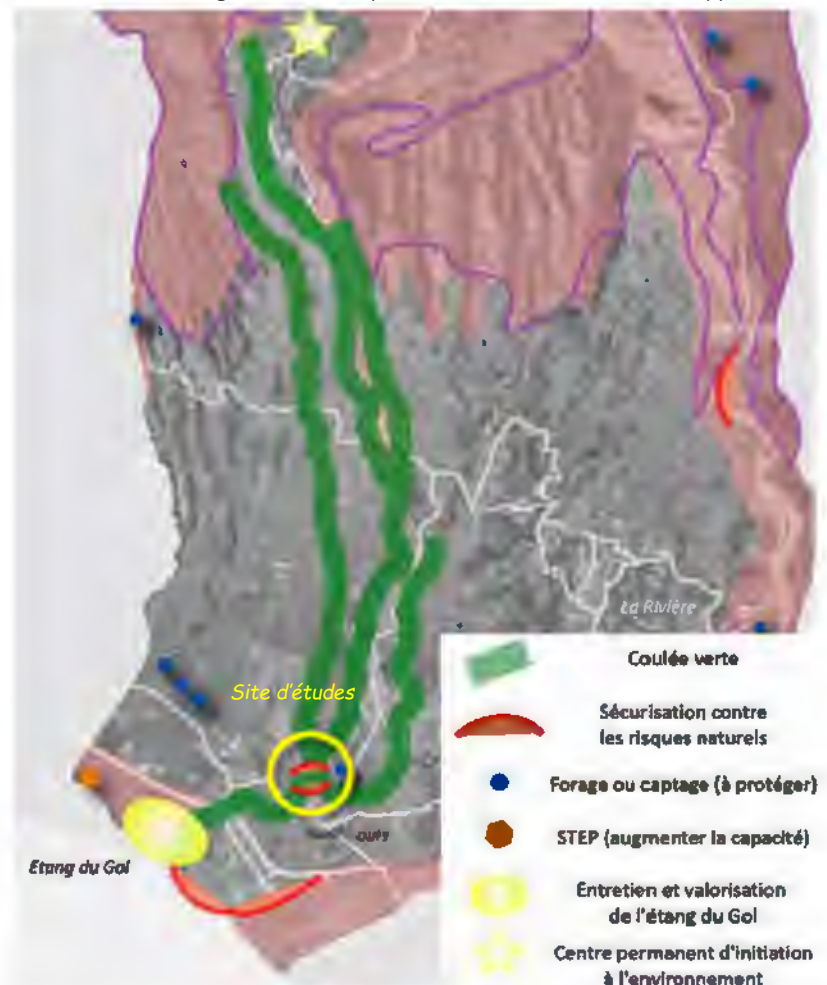 La Rivière
Site d'études
Etang du Gol
Coulée verte
Sécurisation contre
les risques naturels
Forage ou captage (à protéger)
STEP (augmenter la capacité)
Entretien et valorisation
de l'étang du Gol
Centre permanent d'initiation
à l'environnement